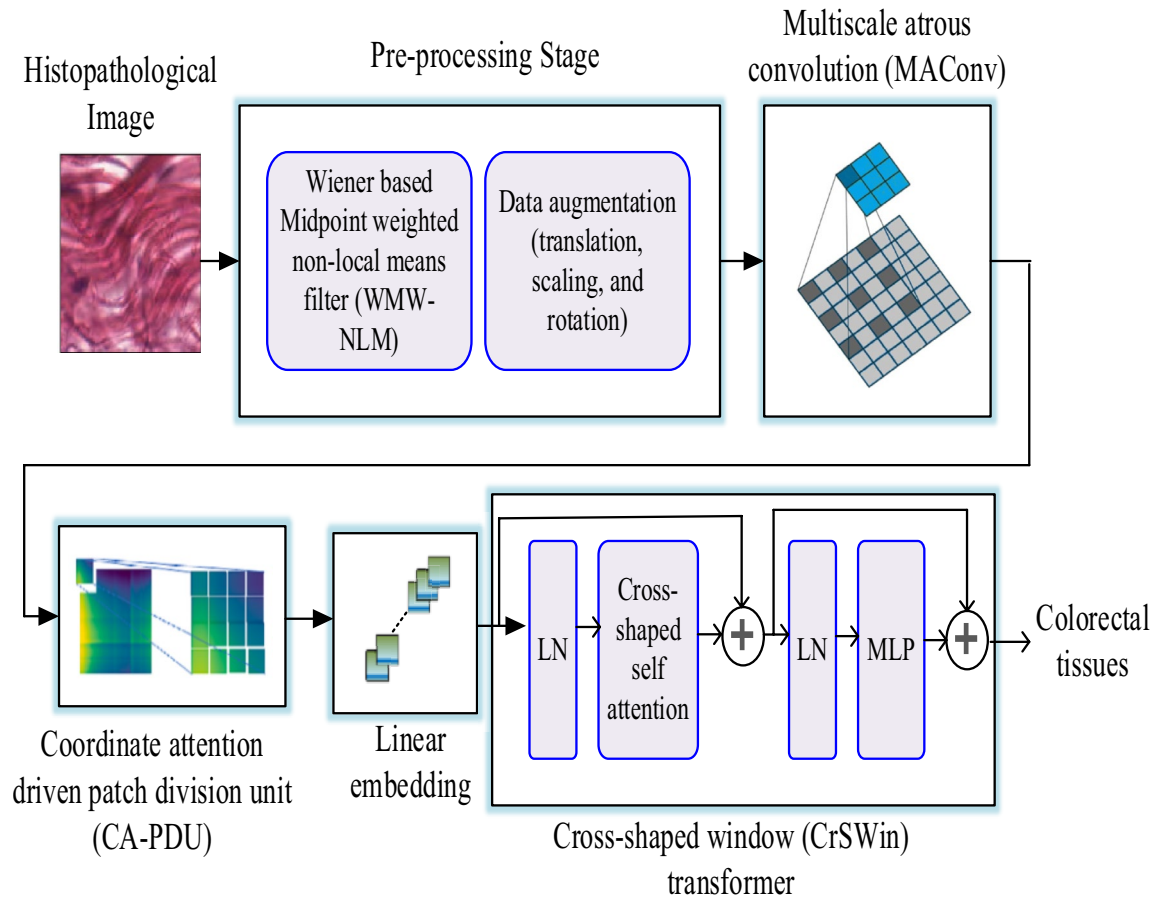 Histopathological
Image
Pre-processing Stage
Multiscale atrous
convolution (MAConv)
Wiener based
Midpoint weighted
non-local means
filter (WMW-
NLM)
Data augmentation
(translation,
scaling, and
rotation)
Coordinate attention
driven patch division unit
(CA-PDU)
Linear
embedding
LN
Cross-
shaped
self
attention
+
LN
MLP
+
Colorectal
tissues
Cross-shaped window (CrSWin)
transformer